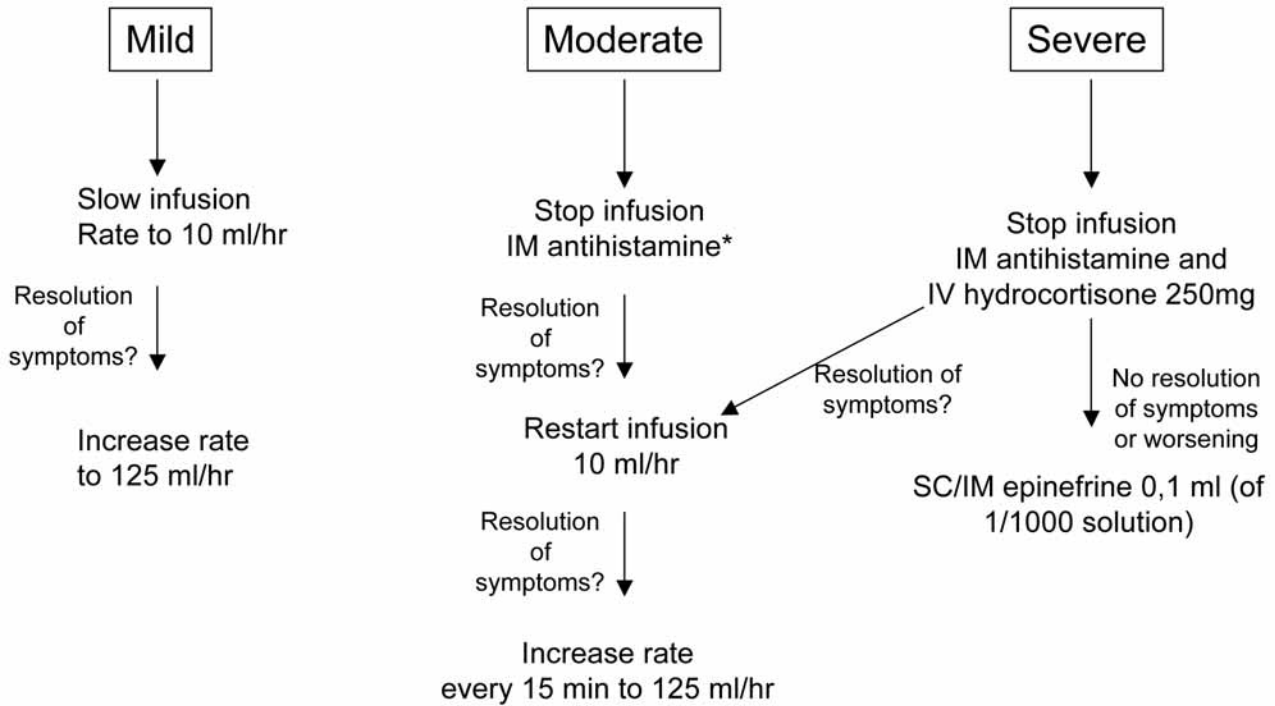 Mild
Slow infusion
Rate to 10 ml/hr
Resolution
of
symptoms?
Increase rate
to 125 ml/hr
Moderate
Stop infusion
IM antihistamine*
Resolution
of
symptoms?
Restart infusion
10 ml/hr
Resolution
of
symptoms?
Increase rate
every 15 min to 125 ml/hr
Severe
Stop infusion
IM antihistamine and
IV hydrocortisone 250mg
Resolution of
symptoms?
No resolution
of symptoms
or worsening
SC/IM epinefrine 0,1 ml (of
1/1000 solution)